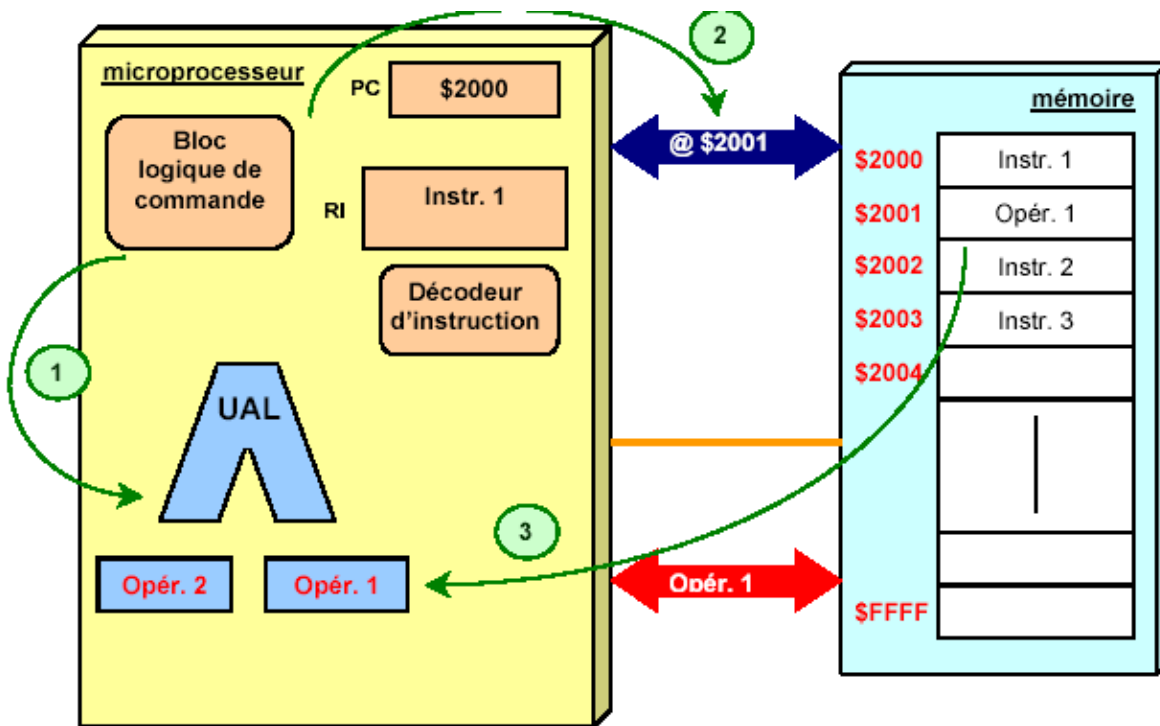 2
microprocesseur
PC
$2000
mémoire
Bloc
logique de
commande
@ $2001
$2000
Instr. 1
RI
Instr. 1
$2001
Opér. 1
$2002
Instr. 2
Décodeur
d'instruction
$2003
Instr. 3
1
$2004
UAL
3
Opér. 2
Opér. 1
Opér. 1
$FFFF